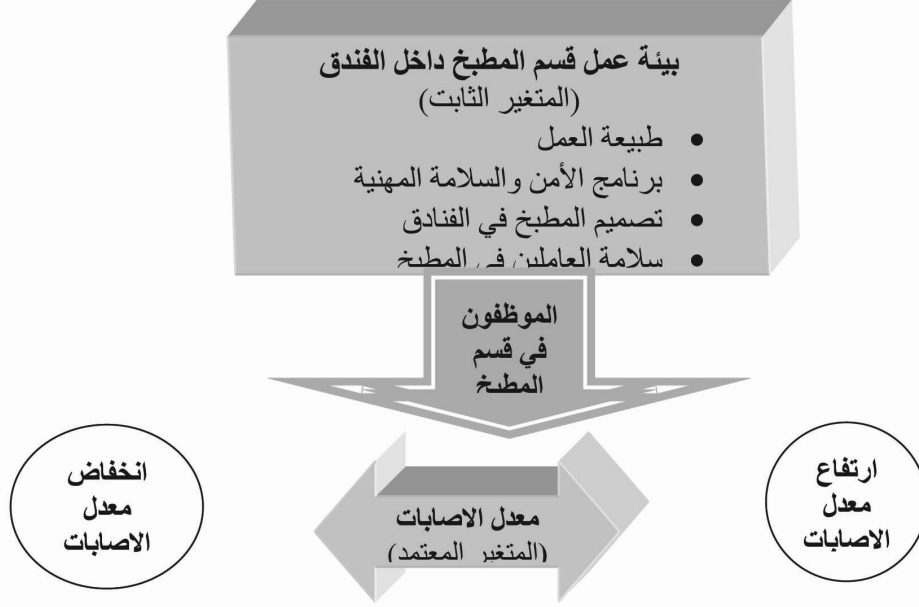 بيئة عمل قسم المطبخ داخل الفندق
(المتغير الثابت)
• طبيعة العمل
• برنامج الأمن والسلامة المهنية
• تصميم المطبخ في الفنادق
• سلامة العاملين في المطبخ
الموظفون
في قسم
المطبخ
ارتفاع
معدل
الاصابات
معدل الاصابات
(المتغير المعتمد)
انخفاض
معدل
الاصابات